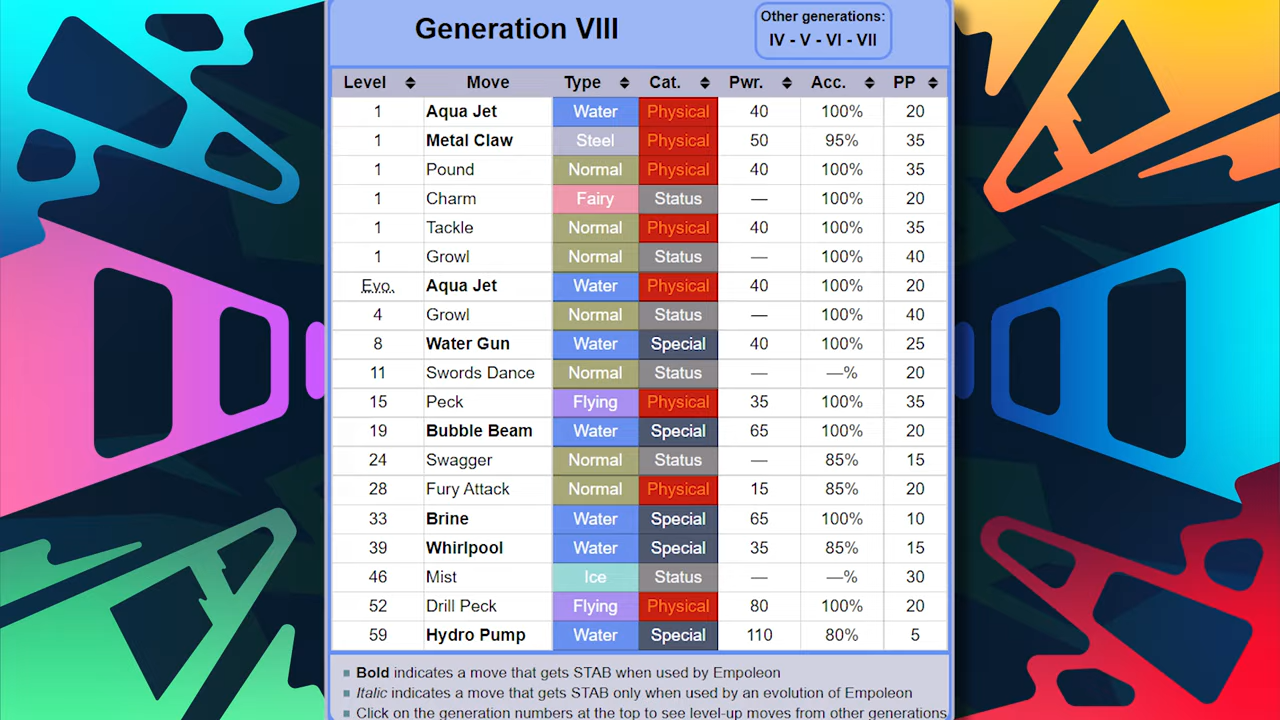 Generation VIII
Other generations:
IV - V - VI - VII
Level Move Type Cat. Pwr. Acc. PP
1 Aqua Jet Water Physical 40 100% 20
1 Metal Claw Steel Physical 50 95% 35
1 Pound Normal Physical 40 100% 35
1 Charm Fairy Status — 100% 20
1 Tackle Normal Physical 40 100% 35
1 Growl Normal Status — 100% 40
Evo. Aqua Jet Water Physical 40 100% 20
4 Growl Normal Status — 100% 40
8 Water Gun Water Special 40 100% 25
11 Swords Dance Normal Status — —% 20
15 Peck Flying Physical 35 100% 35
19 Bubble Beam Water Special 65 100% 20
24 Swagger Normal Status — 85% 15
28 Fury Attack Normal Physical 15 85% 20
33 Brine Water Special 65 100% 10
39 Whirlpool Water Special 35 85% 15
46 Mist Ice Status — —% 30
52 Drill Peck Flying Physical 80 100% 20
59 Hydro Pump Water Special 110 80% 5
Bold indicates a move that gets STAB when used by Empoleon
Italic indicates a move that gets STAB only when used by an evolution of Empoleon
Click on the generation numbers at the top to see level-up moves from other generations